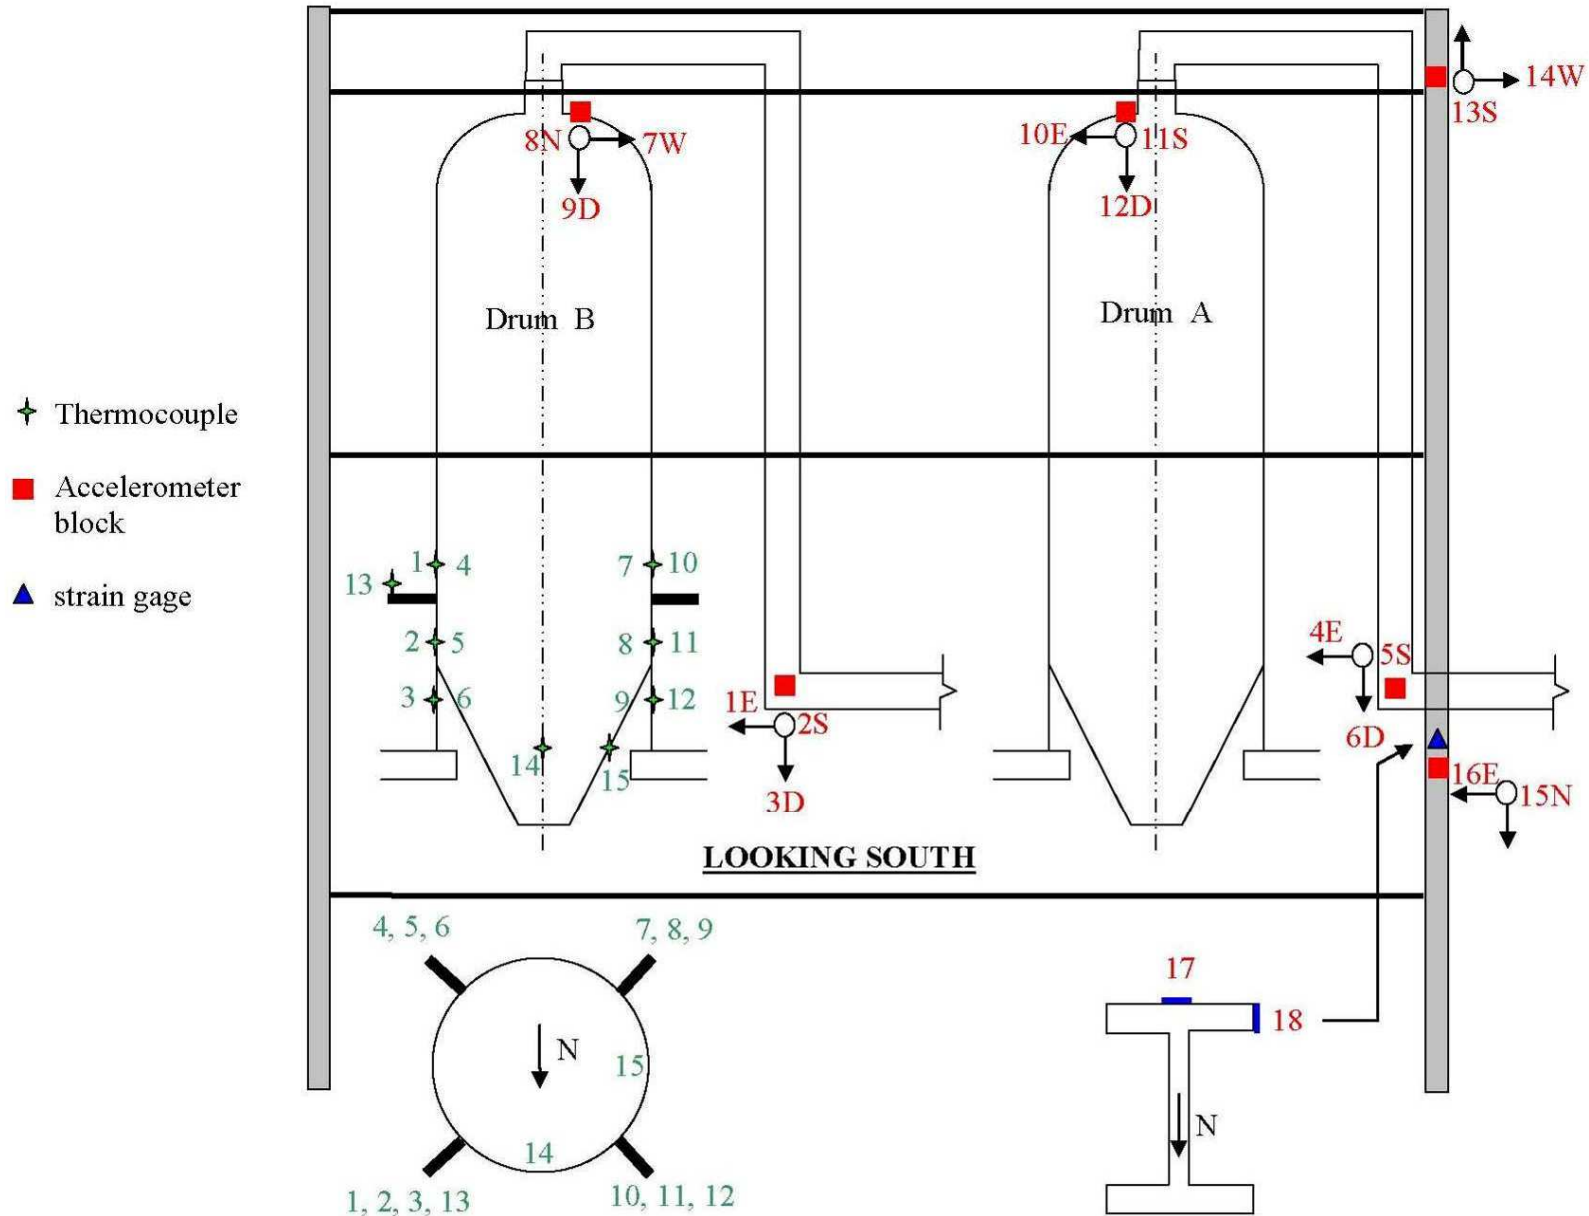 14W
13S
8N
7W
9D
10E
11S
12D
Drum B
Drum A
Thermocouple
Accelerometer
block
strain gage
1
4
7
10
13
2
5
8
11
3
6
9
12
14
15
1E
2S
3D
4E
5S
6D
16E
15N
LOOKING SOUTH
4, 5, 6
7, 8, 9
N
15
14
1, 2, 3, 13
10, 11, 12
17
18
N